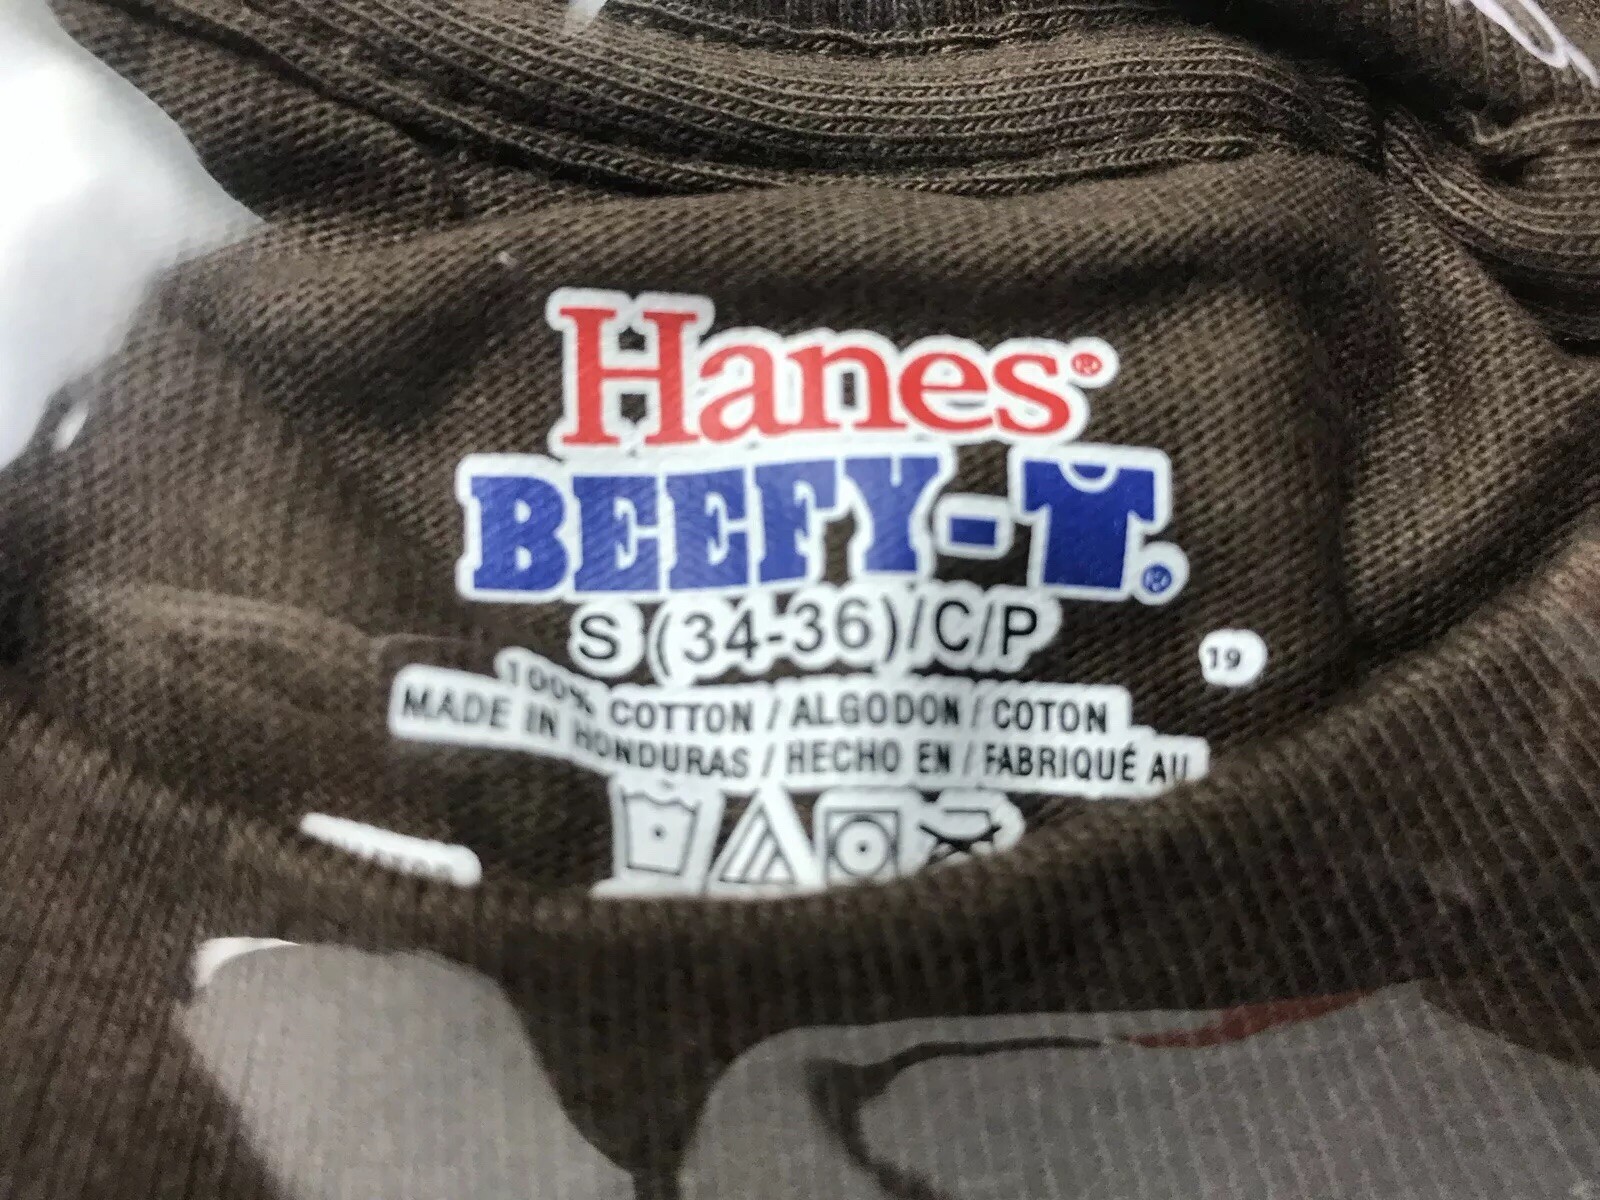 Hanes®
BEEFY-T®
S (34-36)/C/P
19
100% COTTON / ALGODON / COTON
MADE IN HONDURAS / HECHO EN / FABRIQUÉ AU